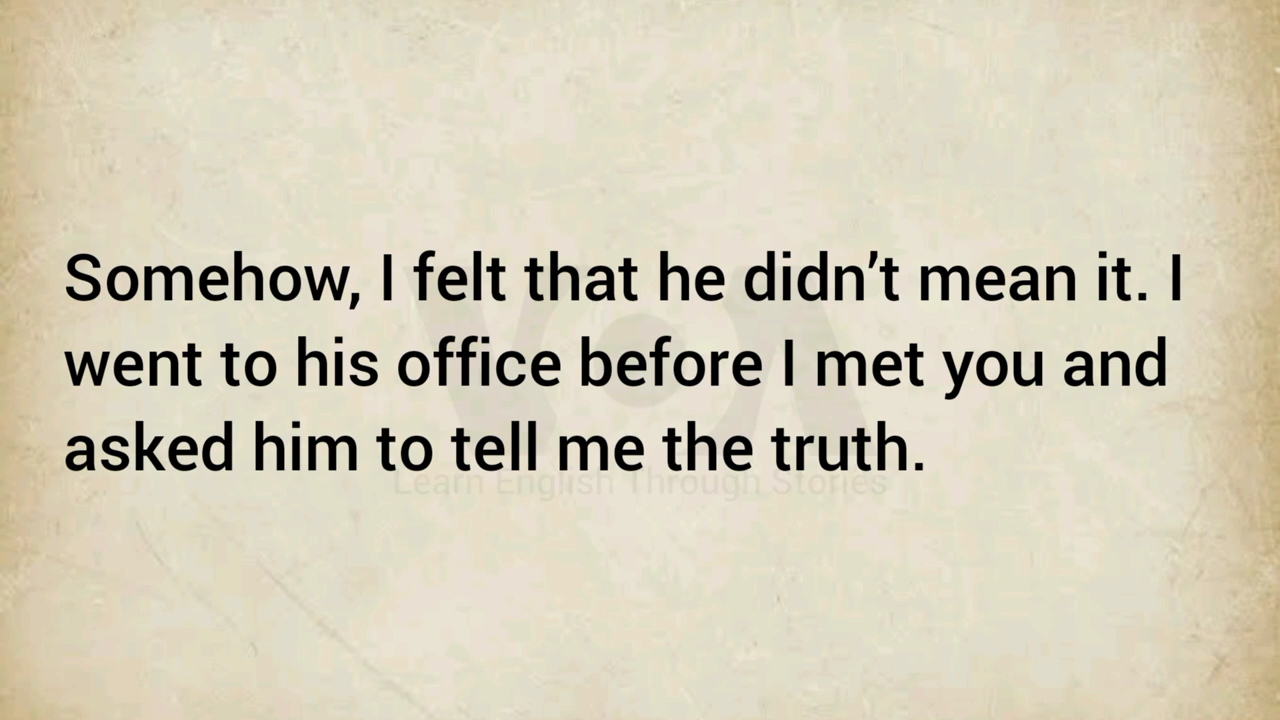 Somehow, I felt that he didn’t mean it. I
went to his office before I met you and
asked him to tell me the truth.
VOA
Learn English Through Stories